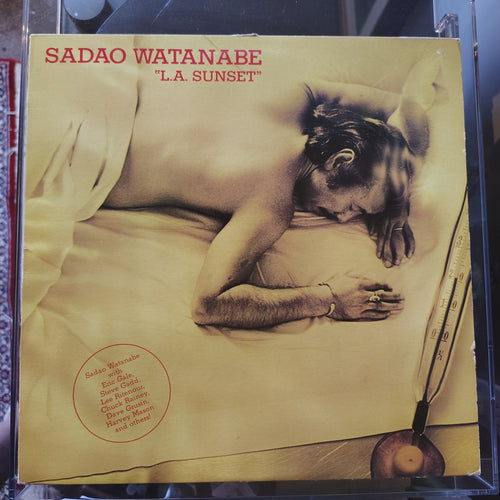 SADAO WATANABE
"L.A. SUNSET"
Sadao Watanabe
with
Eric Gale,
Steve Gadd,
Lee Ritenour,
Chuck Rainey,
Dave Grusin,
Harvey Mason
and others!